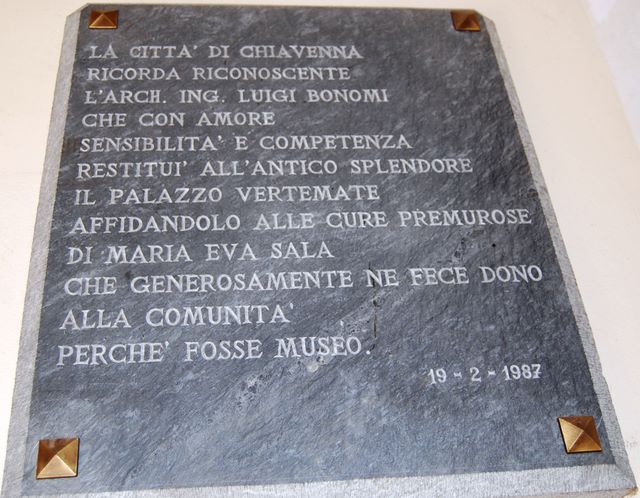 LA CITTA' DI CHIAVENNA
RICORDA RICONOSCENTE
L'ARCH. ING. LUIGI BONOMI
CHE CON AMORE
SENSIBILITA' E COMPETENZA
RESTITUI' ALL'ANTICO SPLENDORE
IL PALAZZO VERTEMATE
AFFIDANDOLO ALLE CURE PREMUROSE
DI MARIA EVA SALA
CHE GENEROSAMENTE NE FECE DONO
ALLA COMUNITA'
PERCHE' FOSSE MUSEO.
19 - 2 - 1987